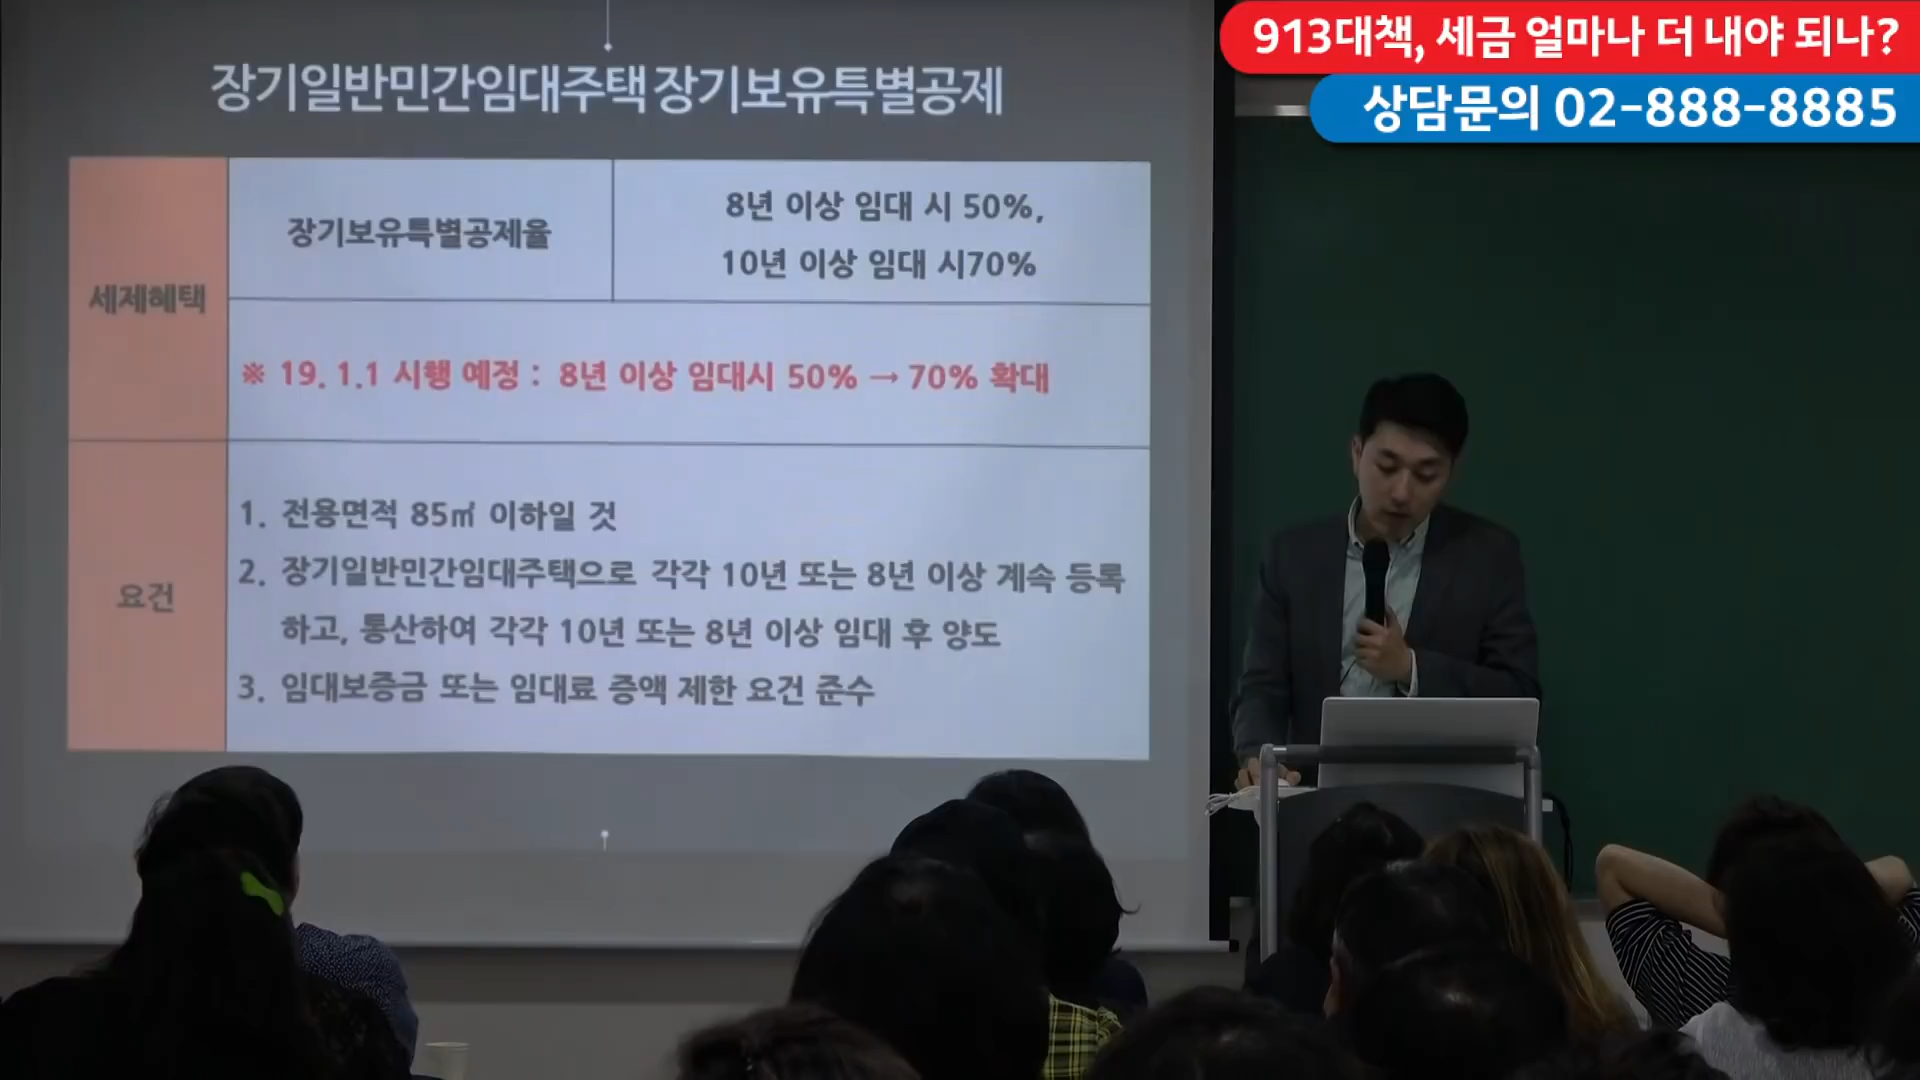 913대책, 세금 얼마나 더 내야 되나?
상담문의 02-888-8885
장기일반민간임대주택 장기보유특별공제
세제혜택
장기보유특별공제율
8년 이상 임대 시 50%,
10년 이상 임대 시70%
※ 19. 1.1 시행 예정 : 8년 이상 임대시 50% → 70% 확대
요건
1. 전용면적 85㎡ 이하일 것
2. 장기일반민간임대주택으로 각각 10년 또는 8년 이상 계속 등록
하고, 통산하여 각각 10년 또는 8년 이상 임대 후 양도
3. 임대보증금 또는 임대료 증액 제한 요건 준수